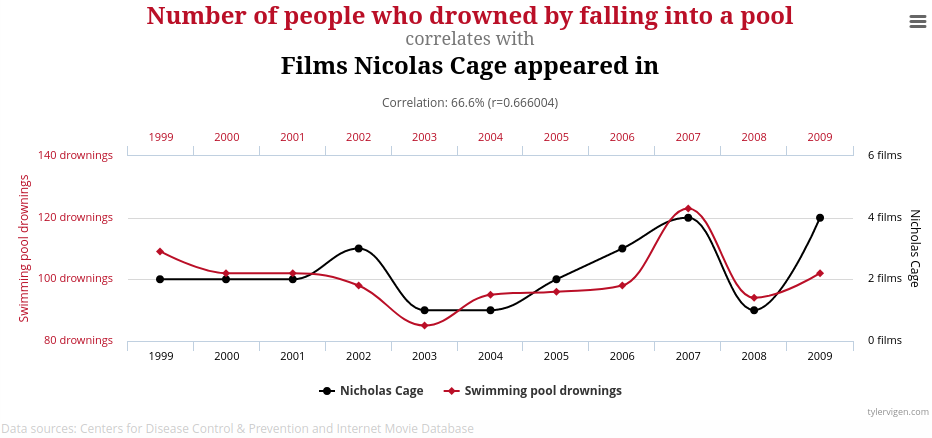 Number of people who drowned by falling into a pool
correlates with
Films Nicolas Cage appeared in
Correlation: 66.6% (r=0.666004)
1999 2000 2001 2002 2003 2004 2005 2006 2007 2008 2009
140 drownings 6 films
120 drownings 4 films
100 drownings 2 films
80 drownings 0 films
Swimming pool drownings
Nicholas Cage
1999 2000 2001 2002 2003 2004 2005 2006 2007 2008 2009
Nicholas Cage Swimming pool drownings
tylervigen.com
Data sources: Centers for Disease Control & Prevention and Internet Movie Database